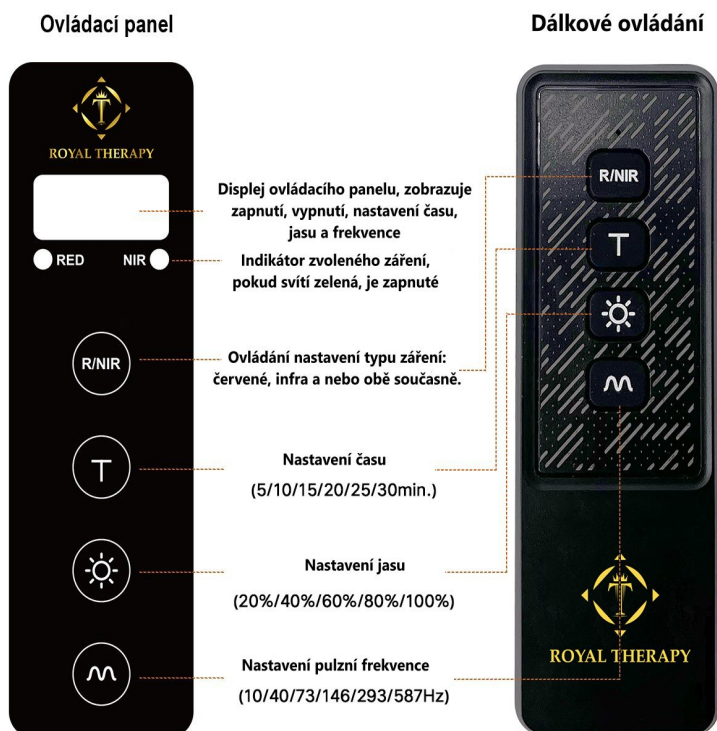 Ovládací panel
Dálkové ovládání
ROYAL THERAPY
Displej ovládacího panelu, zobrazuje
zapnutí, vypnutí, nastavení času,
jasu a frekvence
RED
NIR
Indikátor zvoleného záření,
pokud svítí zelená, je zapnuté
R/NIR
Ovládání nastavení typu záření:
červené, infra a nebo obě současně.
T
Nastavení času
(5/10/15/20/25/30min.)
Nastavení jasu
(20%/40%/60%/80%/100%)
Nastavení pulzní frekvence
(10/40/73/146/293/587Hz)
R/NIR
T
ROYAL THERAPY